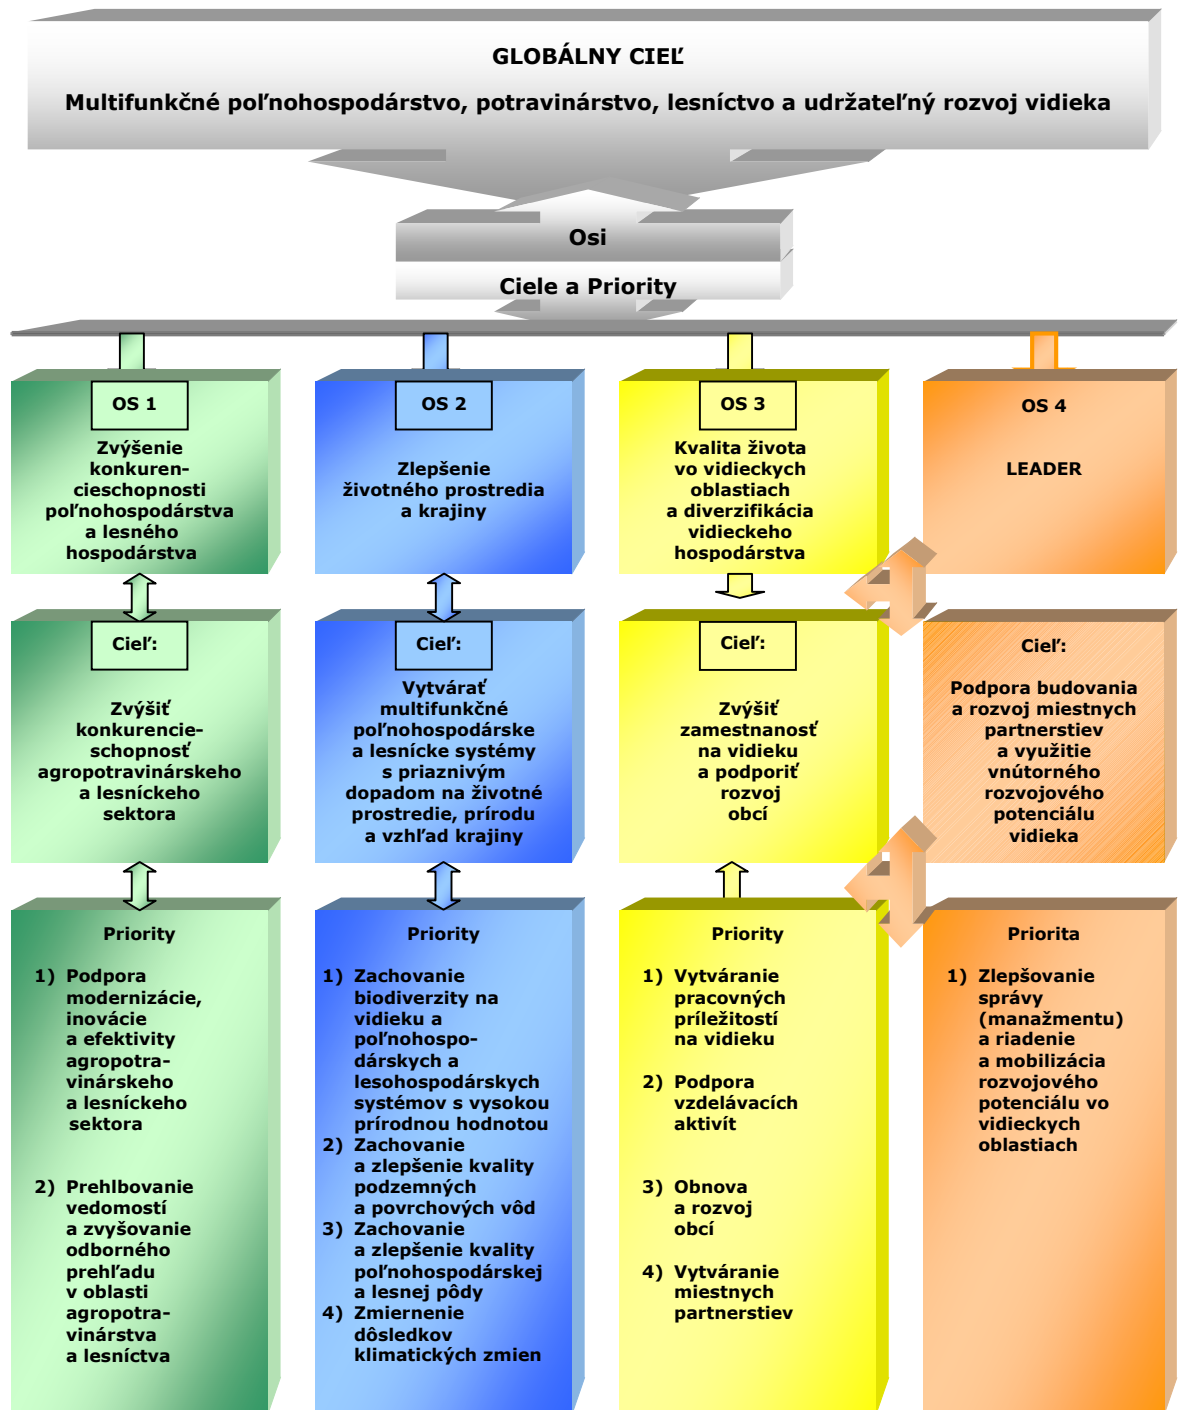 GLOBÁLNY CIEĽ
Multifunkčné poľnohospodárstvo, potravinárstvo, lesníctvo a udržateľný rozvoj vidieka
Osi
Ciele a Priority
OS 1
Zvýšenie
konkuren-
cieschopnosti
poľnohospodárstva
a lesného
hospodárstva
OS 2
Zlepšenie
životného prostredia
a krajiny
OS 3
Kvalita života
vo vidieckych
oblastiach
a diverzifikácia
vidieckeho
hospodárstva
OS 4
LEADER
Cieľ:
Zvýšiť
konkurencie-
schopnosť
agropotravinárskeho
a lesníckeho
sektora
Cieľ:
Vytvárať
multifunkčné
poľnohospodárske
a lesnícke systémy
s priaznivým
dopadom na životné
prostredie, prírodu
a vzhľad krajiny
Cieľ:
Zvýšiť
zamestnanosť
na vidieku
a podporiť
rozvoj
obcí
Cieľ:
Podpora budovania
a rozvoj miestnych
partnerstiev
a využitie
vnútorného
rozvojového
potenciálu
vidieka
Priority
1) Podpora
modernizácie,
inovácie
a efektivity
agropotra-
vinárskeho
a lesníckeho
sektora
2) Prehlbovanie
vedomostí
a zvyšovanie
odborného
prehľadu
v oblasti
agropotra-
vinárstva
a lesníctva
Priority
1) Zachovanie
biodiverzity na
vidieku a
poľnohospo-
dárskych a
lesohospodárskych
systémov s vysokou
prírodnou hodnotou
2) Zachovanie
a zlepšenie kvality
podzemných
a povrchových vôd
3) Zachovanie
a zlepšenie kvality
poľnohospodárskej
a lesnej pôdy
4) Zmiernenie
dôsledkov
klimatických zmien
Priority
1) Vytváranie
pracovných
príležitostí
na vidieku
2) Podpora
vzdelávacích
aktivít
3) Obnova
a rozvoj
obcí
4) Vytváranie
miestnych
partnerstiev
Priorita
1) Zlepšovanie
správy
(manažmentu)
a riadenie
a mobilizácia
rozvojového
potenciálu vo
vidieckych
oblastiach